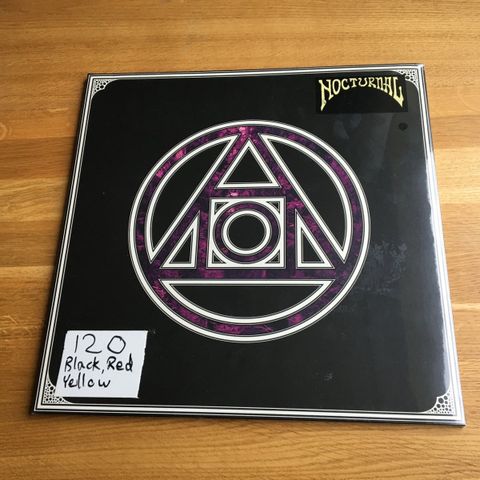 NOCTURNAL
120
Black, Red
Yellow